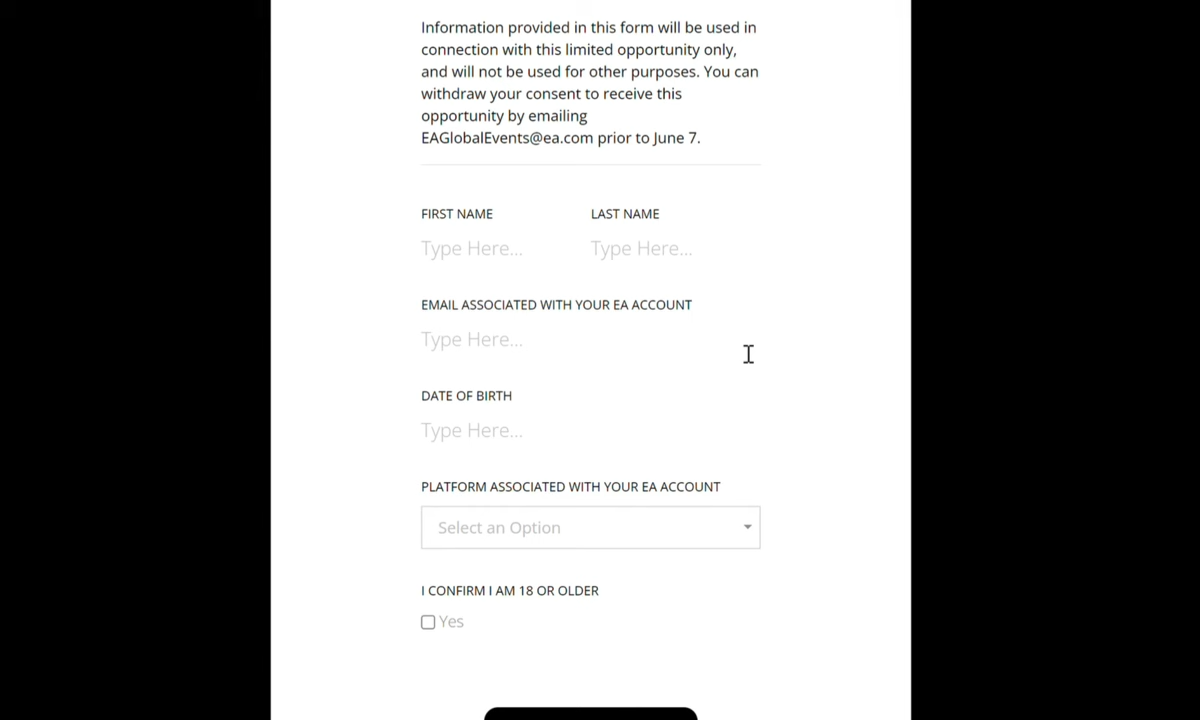 Information provided in this form will be used in
connection with this limited opportunity only,
and will not be used for other purposes. You can
withdraw your consent to receive this
opportunity by emailing
EAGlobalEvents@ea.com prior to June 7.
FIRST NAME LAST NAME
Type Here... Type Here...
EMAIL ASSOCIATED WITH YOUR EA ACCOUNT
Type Here...
DATE OF BIRTH
Type Here...
PLATFORM ASSOCIATED WITH YOUR EA ACCOUNT
Select an Option
I CONFIRM I AM 18 OR OLDER
Yes